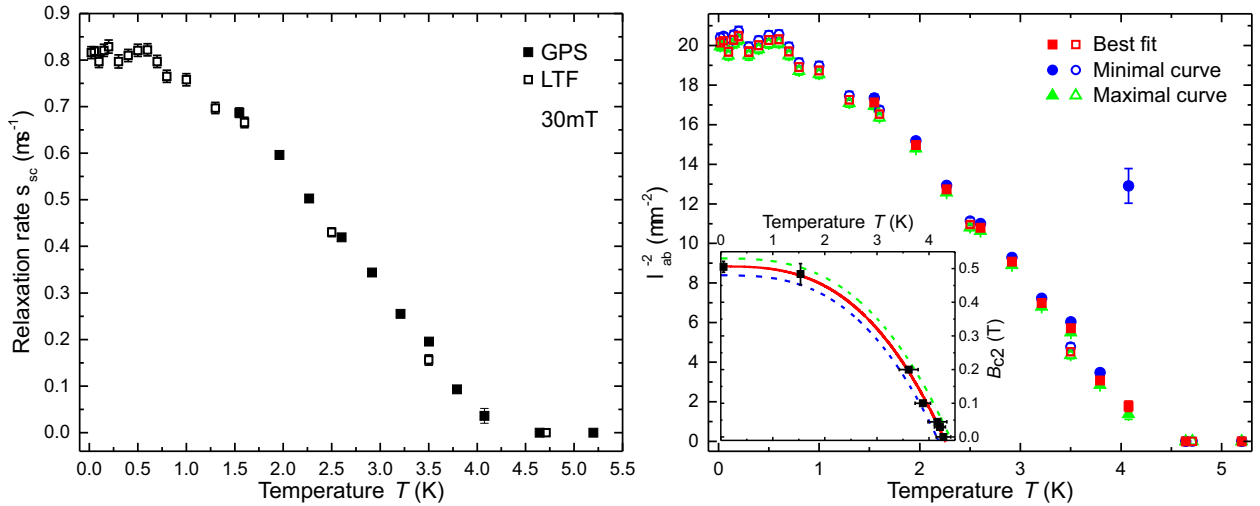 0.9
0.8
0.7
0.6
0.5
0.4
0.3
0.2
0.1
0.0
Relaxation rate s sc (ms-1)
GPS
LTF
30mT
0.0 0.5 1.0 1.5 2.0 2.5 3.0 3.5 4.0 4.5 5.0 5.5
Temperature T (K)
20
18
16
14
12
10
8
6
4
2
0
l ab -2 (mm-2)
Best fit
Minimal curve
Maximal curve
Temperature T (K)
0 1 2 3 4
0.5
0.4
0.3
0.2
0.1
0.0
Bc2 (T)
0 1 2 3 4 5
Temperature T (K)